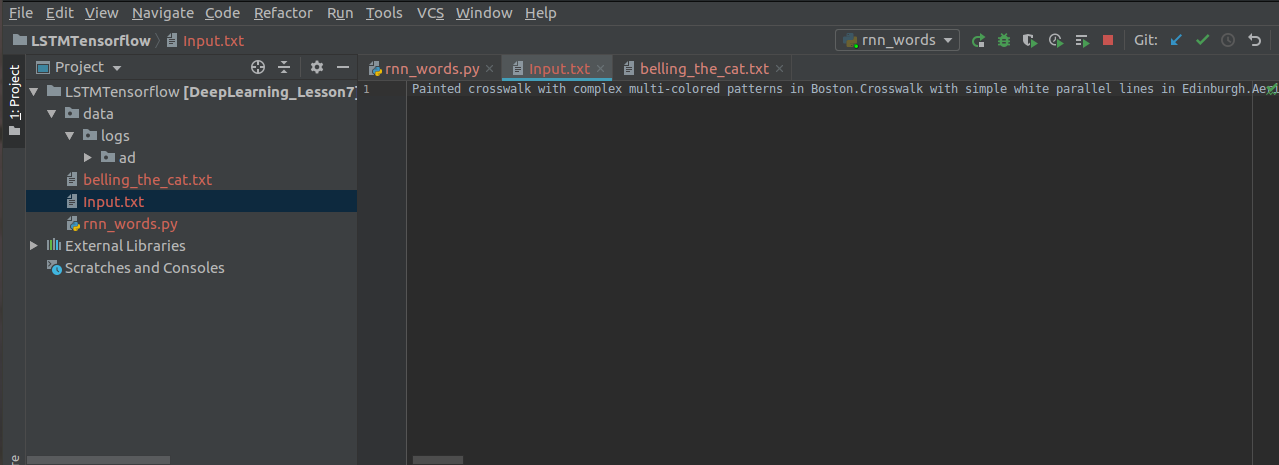 File Edit View Navigate Code Refactor Run Tools VCS Window Help
LSTMTensorflow Input.txt rnn_words Git:
1: Project
Project
rnn_words.py Input.txt belling_the_cat.txt
LSTMTensorflow [DeepLearning_Lesson7]
data
logs
ad
belling_the_cat.txt
Input.txt
rnn_words.py
External Libraries
Scratches and Consoles
1 Painted crosswalk with complex multi-colored patterns in Boston.Crosswalk with simple white parallel lines in Edinburgh.